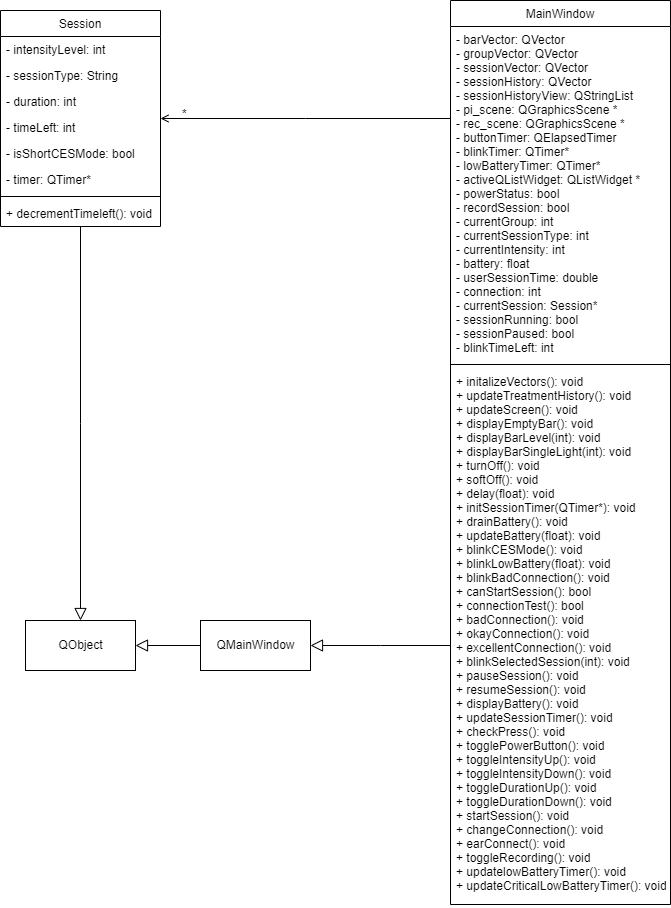 Session
- intensityLevel: int
- sessionType: String
- duration: int
- timeLeft: int
- isShortCESMode: bool
- timer: QTimer*
+ decrementTimeleft(): void
*
MainWindow
- barVector: QVector
- groupVector: QVector
- sessionVector: QVector
- sessionHistory: QVector
- sessionHistoryView: QStringList
- pi_scene: QGraphicsScene *
- rec_scene: QGraphicsScene *
- buttonTimer: QElapsedTimer
- blinkTimer: QTimer*
- lowBatteryTimer: QTimer*
- activeQListWidget: QListWidget *
- powerStatus: bool
- recordSession: bool
- currentGroup: int
- currentSessionType: int
- currentIntensity: int
- battery: float
- userSessionTime: double
- connection: int
- currentSession: Session*
- sessionRunning: bool
- sessionPaused: bool
- blinkTimeLeft: int
+ initalizeVectors(): void
+ updateTreatmentHistory(): void
+ updateScreen(): void
+ displayEmptyBar(): void
+ displayBarLevel(int): void
+ displayBarSingleLight(int): void
+ turnOff(): void
+ softOff(): void
+ delay(float): void
+ initSessionTimer(QTimer*): void
+ drainBattery(): void
+ updateBattery(float): void
+ blinkCESMode(): void
+ blinkLowBattery(float): void
+ blinkBadConnection(): void
+ canStartSession(): bool
+ connectionTest(): bool
+ badConnection(): void
+ okayConnection(): void
+ excellentConnection(): void
+ blinkSelectedSession(int): void
+ pauseSession(): void
+ resumeSession(): void
+ displayBattery(): void
+ updateSessionTimer(): void
+ checkPress(): void
+ togglePowerButton(): void
+ toggleIntensityUp(): void
+ toggleIntensityDown(): void
+ toggleDurationUp(): void
+ toggleDurationDown(): void
+ startSession(): void
+ changeConnection(): void
+ earConnect(): void
+ toggleRecording(): void
+ updatelowBatteryTimer(): void
+ updateCriticalLowBatteryTimer(): void
QObject
QMainWindow